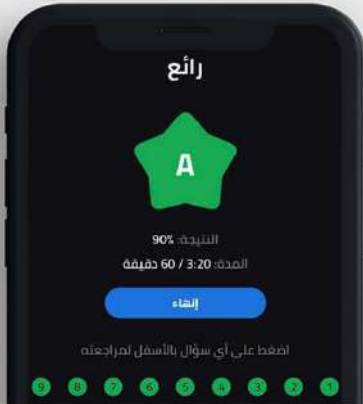 رائع
A
النتيجة: 90%
المدة: 3:20 / 60 دقيقة
إنهاء
اضغط على أي سؤال بالأسفل لمراجعته
1 2 3 4 5 6 7 8 9